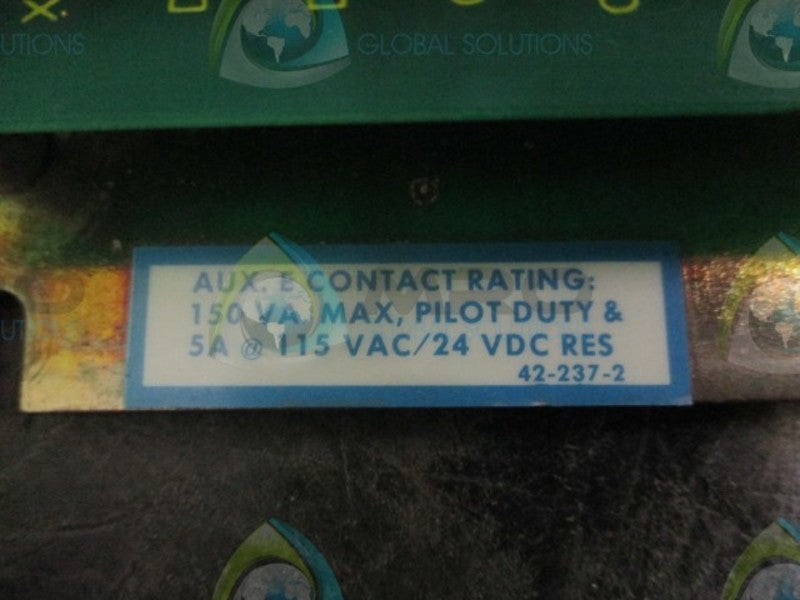 UTIONS
GLOBAL SOLUTIONS
AUX. E CONTACT RATING:
150 VA. MAX, PILOT DUTY &
5A @ 115 VAC/24 VDC RES
42-237-2